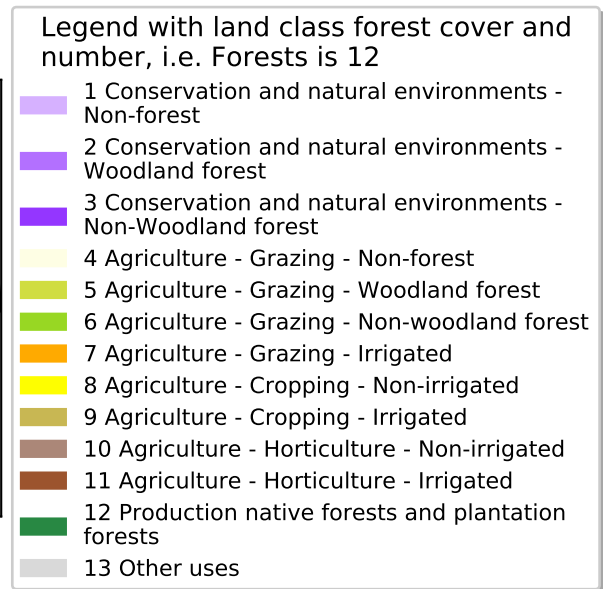 Legend with land class forest cover and
number, i.e. Forests is 12
1 Conservation and natural environments -
Non-forest
2 Conservation and natural environments -
Woodland forest
3 Conservation and natural environments -
Non-Woodland forest
4 Agriculture - Grazing - Non-forest
5 Agriculture - Grazing - Woodland forest
6 Agriculture - Grazing - Non-woodland forest
7 Agriculture - Grazing - Irrigated
8 Agriculture - Cropping - Non-irrigated
9 Agriculture - Cropping - Irrigated
10 Agriculture - Horticulture - Non-irrigated
11 Agriculture - Horticulture - Irrigated
12 Production native forests and plantation
forests
13 Other uses